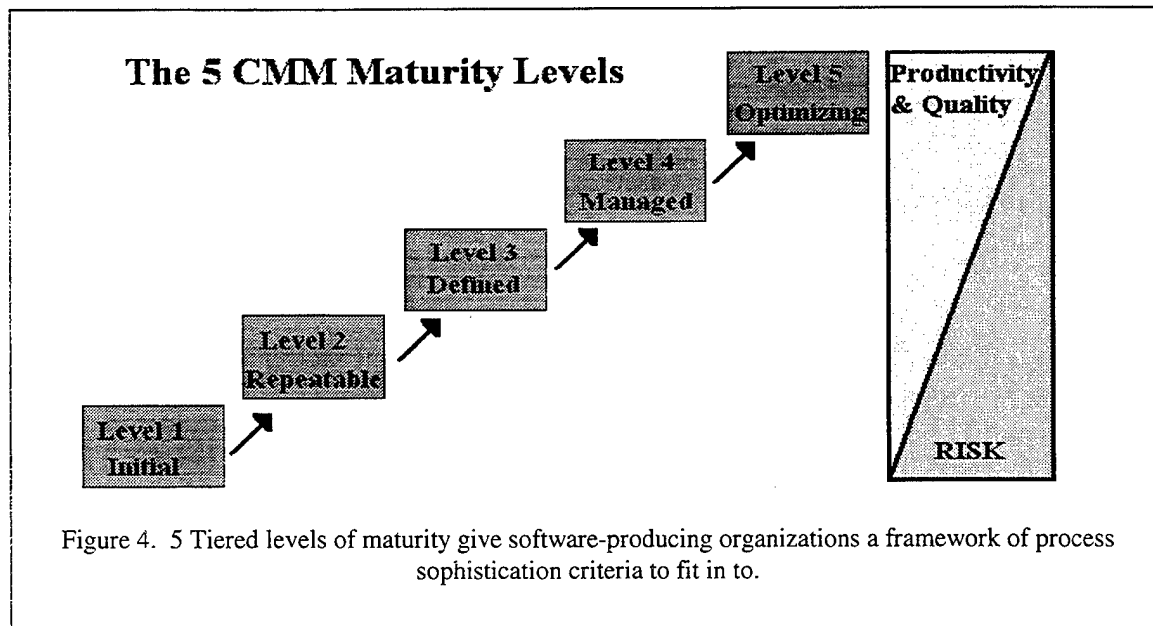 The 5 CMM Maturity Levels
Level 5
Optimizing
Productivity
& Quality
Level 4
Managed
Level 3
Defined
Level 2
Repeatable
Level 1
Initial
RISK
Figure 4.  5 Tiered levels of maturity give software-producing organizations a framework of process
sophistication criteria to fit in to.